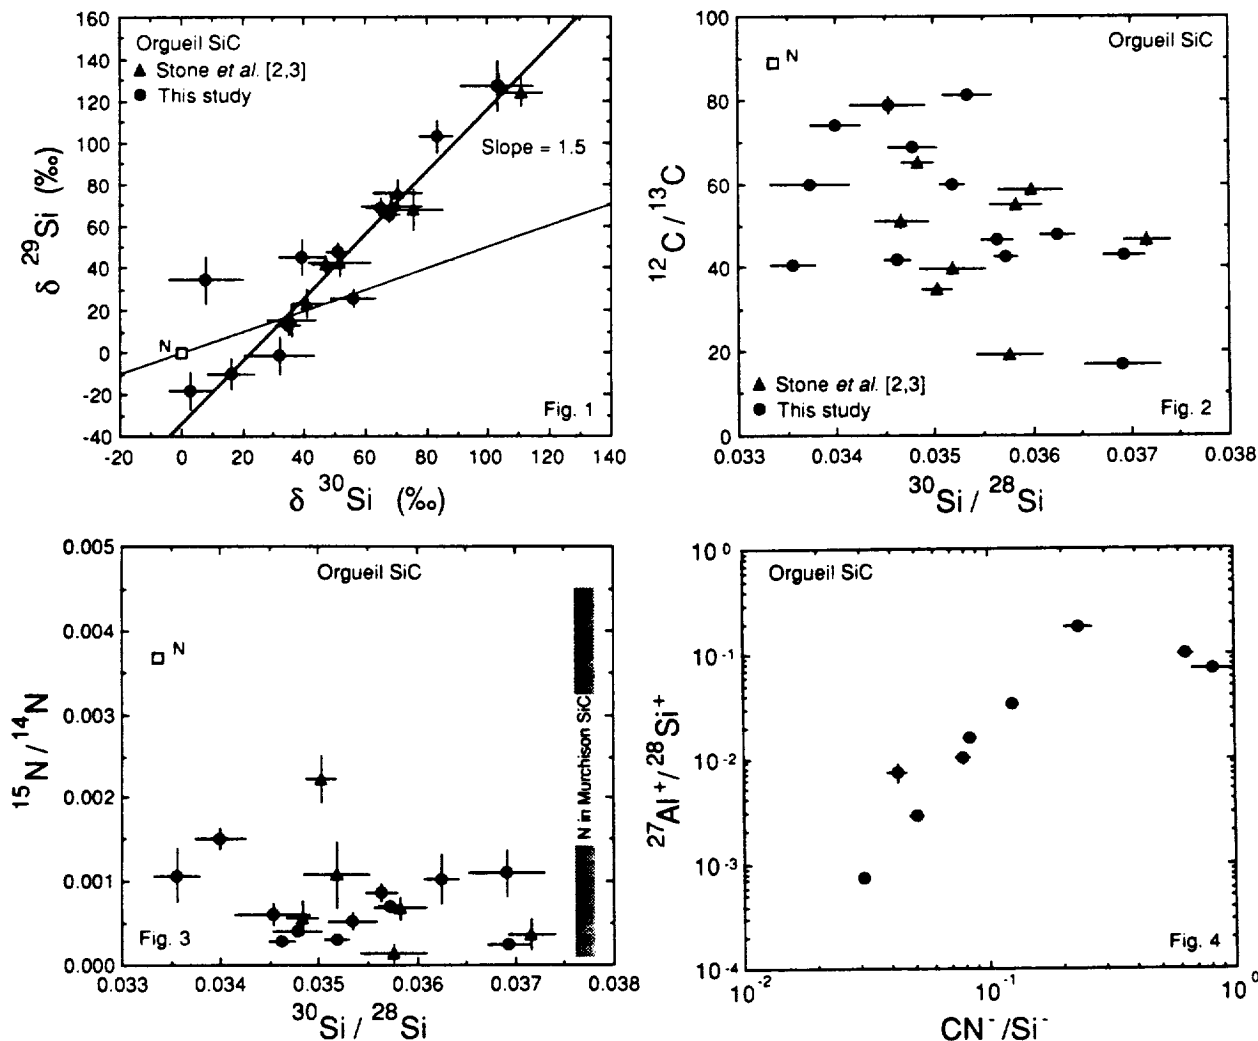 160
140
120
100
80
60
40
20
0
-20
-40
δ ²⁹Si (‰)
Orgueil SiC
▲ Stone et al. [2,3]
● This study
Slope = 1.5
N
Fig. 1
-20 0 20 40 60 80 100 120 140
δ ³⁰Si (‰)
100
80
60
40
20
0
¹²C / ¹³C
Orgueil SiC
N
▲ Stone et al. [2,3]
● This study
Fig. 2
0.033 0.034 0.035 0.036 0.037 0.038
³⁰Si / ²⁸Si
0.005
0.004
0.003
0.002
0.001
0.000
¹⁵N / ¹⁴N
Orgueil SiC
N
N in Murchison SiC
Fig. 3
0.033 0.034 0.035 0.036 0.037 0.038
³⁰Si / ²⁸Si
10⁰
10⁻¹
10⁻²
10⁻³
10⁻⁴
²⁷Al⁺/²⁸Si⁺
Orgueil SiC
Fig. 4
10⁻² 10⁻¹ 10⁰
CN⁻/Si⁻